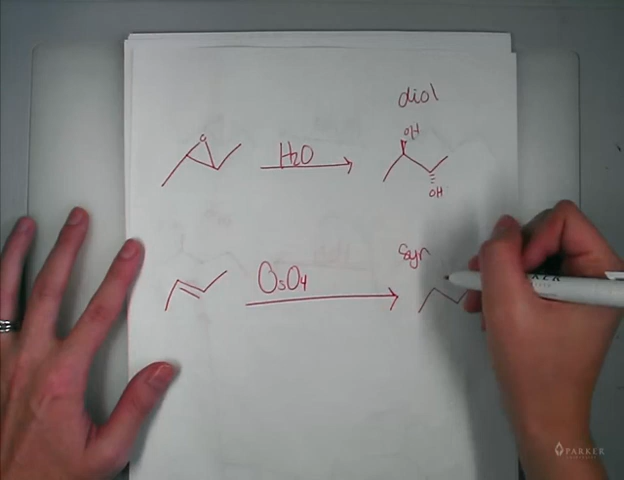 diol
O
H2O
OH
OH
OsO4
Syn
PARKER